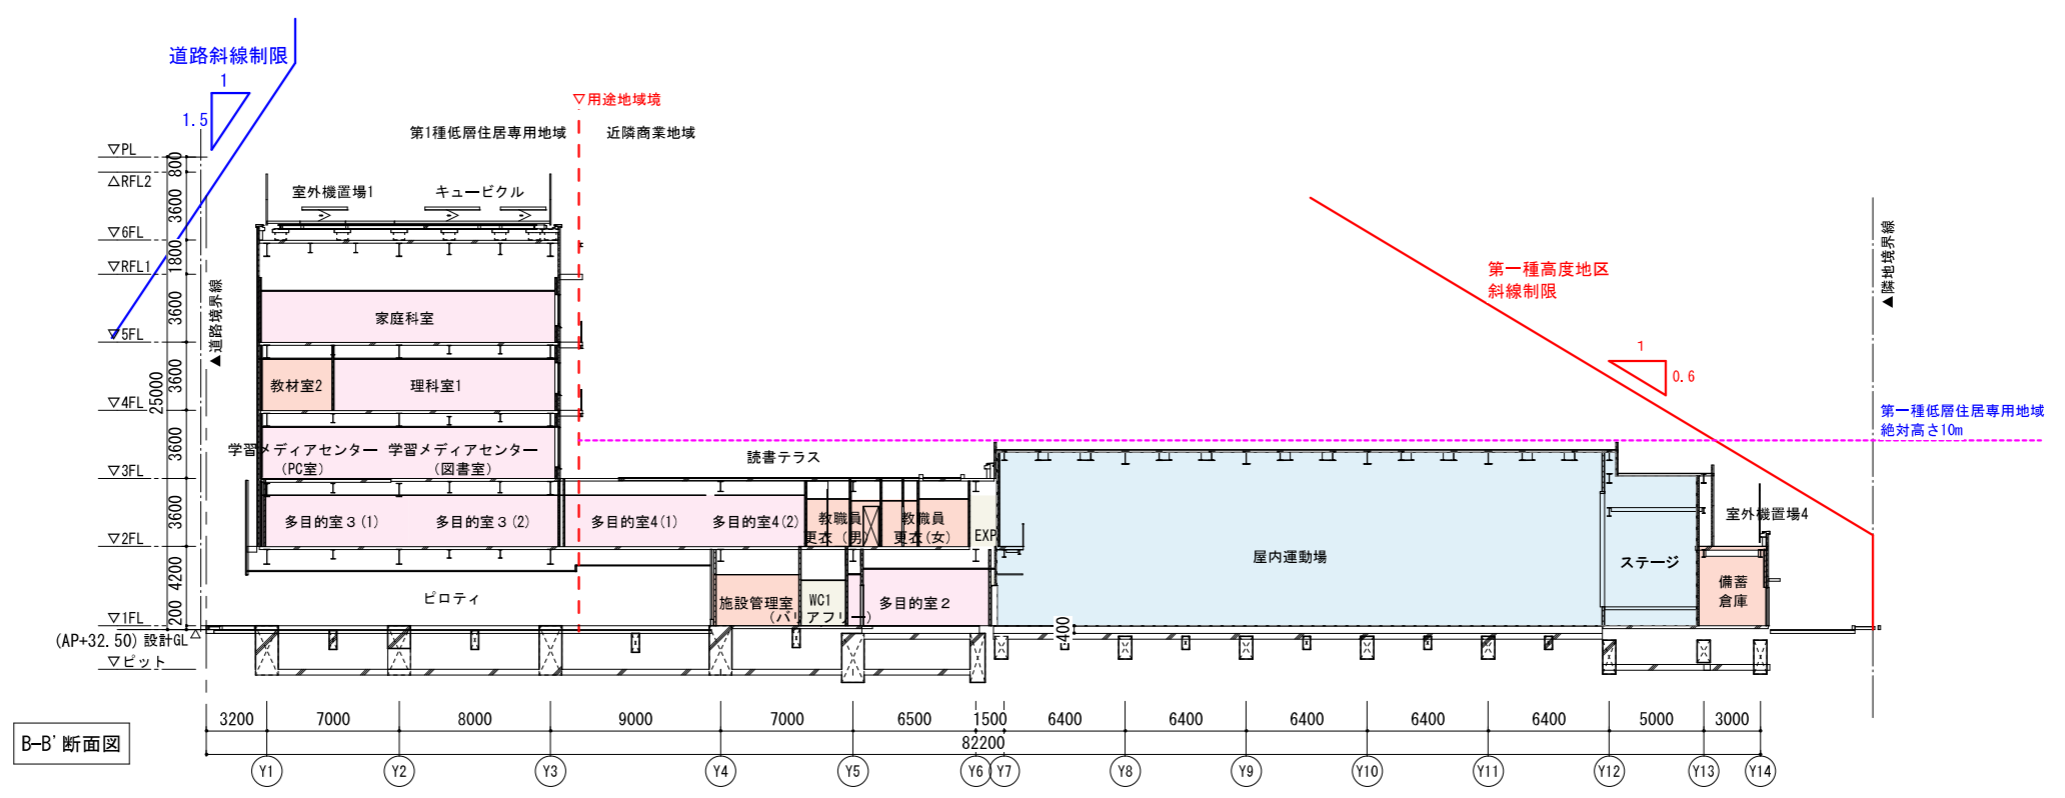 道路斜線制限
1
1.5
▽用途地域境
第1種低層住居専用地域
近隣商業地域
▽PL
△RFL2
▽6FL
▽RFL1
▽5FL
▽4FL
▽3FL
▽2FL
▽1FL
(AP+32.50) 設計GL
▽ピット
800
3600
1800
3600
3600
3600
3600
4200
200
25000
▲道路境界線
室外機置場1
キュービクル
家庭科室
教材室2
理科室1
学習メディアセンター
(PC室)
学習メディアセンター
(図書室)
読書テラス
多目的室3(1)
多目的室3(2)
多目的室4(1)
多目的室4(2)
教職員
更衣(男)
教職員
更衣(女)
EXP
ピロティ
施設管理室
WC1
(バリアフリー)
多目的室2
屋内運動場
ステージ
備蓄
倉庫
室外機置場4
400
第一種高度地区
斜線制限
1
0.6
▲隣地境界線
第一種低層住居専用地域
絶対高さ10m
3200
7000
8000
9000
7000
6500
1500
6400
6400
6400
6400
6400
5000
3000
82200
B-B'断面図
Y1
Y2
Y3
Y4
Y5
Y6
Y7
Y8
Y9
Y10
Y11
Y12
Y13
Y14